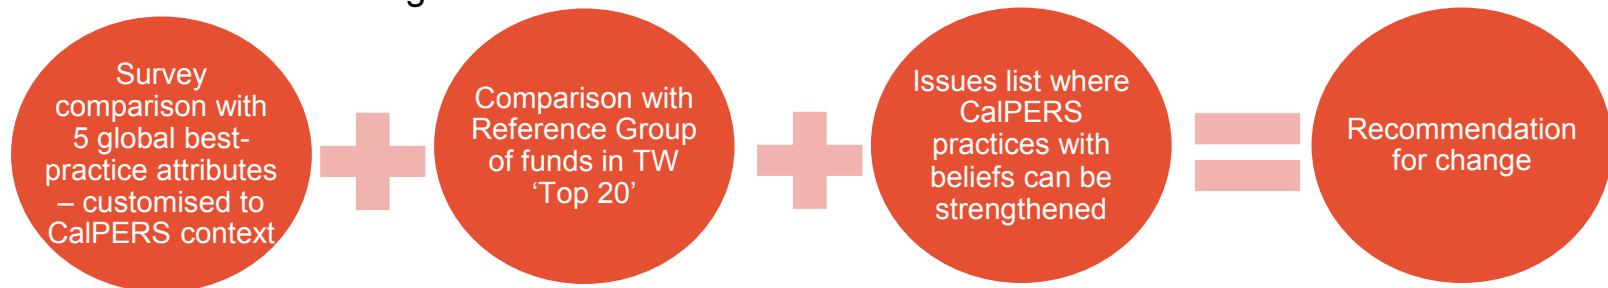 Survey
comparison with
5 global best-
practice attributes
– customised to
CalPERS context
Comparison with
Reference Group
of funds in TW
‘Top 20’
Issues list where
CalPERS
practices with
beliefs can be
strengthened
Recommendation
for change